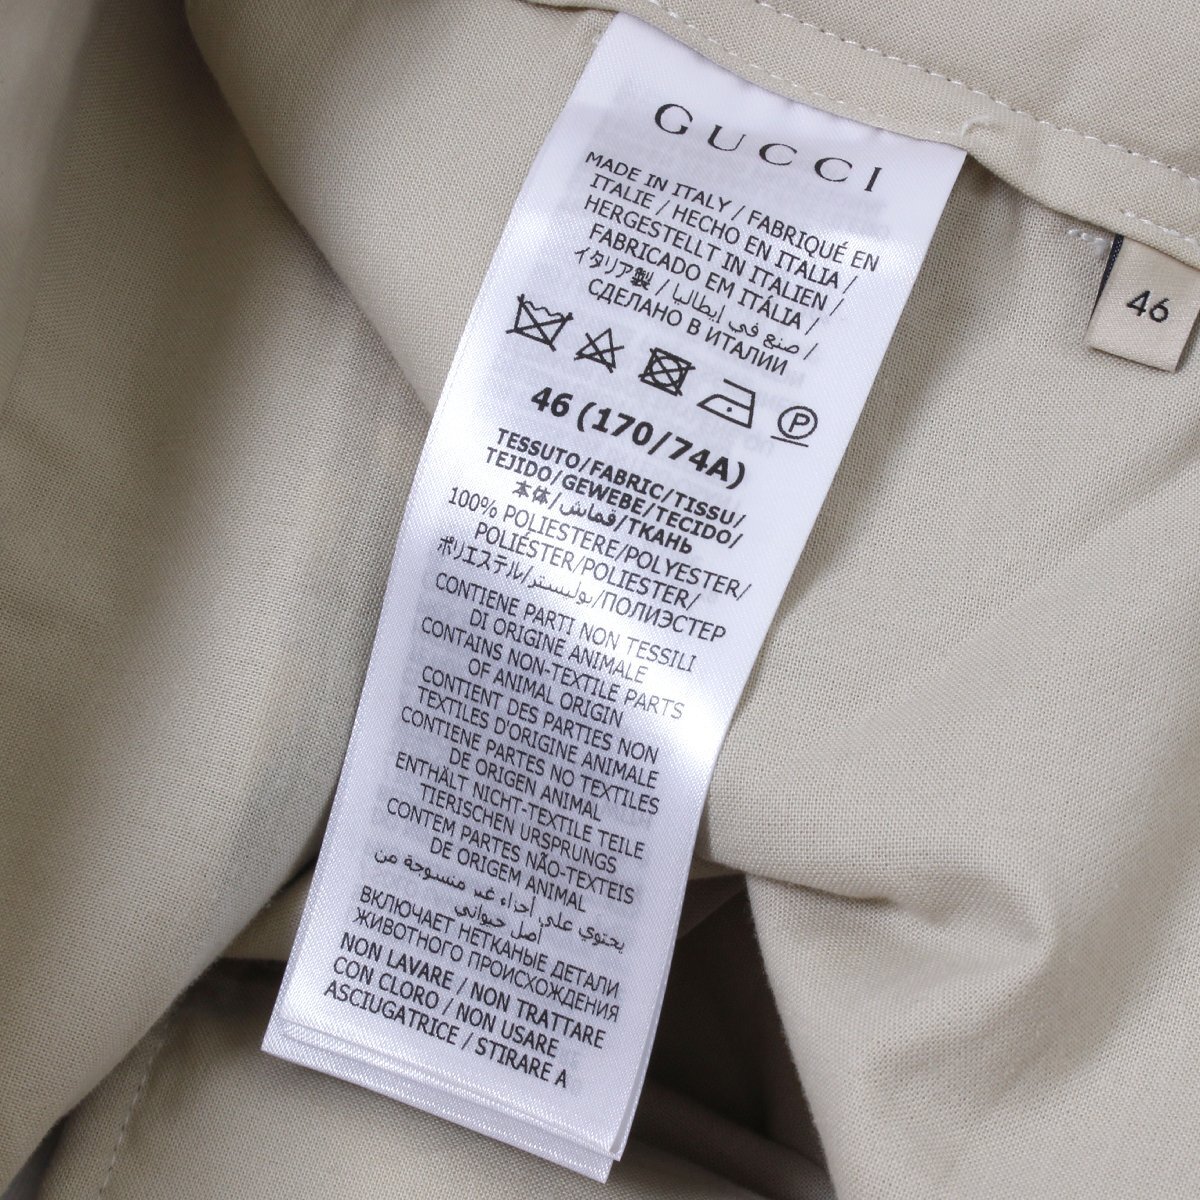 GUCCI
MADE IN ITALY / FABRIQUÉ EN
ITALIE / HECHO EN ITALIA /
HERGESTELLT IN ITALIEN /
FABRICADO EM ITÁLIA /
イタリア製 / صنع في إيطاليا /
СДЕЛАНО В ИТАЛИИ
P
46 (170/74A)
TESSUTO/FABRIC/TISSU/
TEJIDO/GEWEBE/TECIDO/
本体/قماش/ТКАНЬ
100% POLIESTERE/POLYESTER/
POLIÉSTER/POLIESTER/
ポリエステル/بوليستر/ПОЛИЭСТЕР
CONTIENE PARTI NON TESSILI
DI ORIGINE ANIMALE
CONTAINS NON-TEXTILE PARTS
OF ANIMAL ORIGIN
CONTIENT DES PARTIES NON
TEXTILES D'ORIGINE ANIMALE
CONTIENE PARTES NO TEXTILES
DE ORIGEN ANIMAL
ENTHÄLT NICHT-TEXTILE TEILE
TIERISCHEN URSPRUNGS
CONTEM PARTES NÃO-TEXTEIS
DE ORIGEM ANIMAL
يحتوي على أجزاء غير منسوجة من
أصل حيواني
ВКЛЮЧАЕТ НЕТКАНЫЕ ДЕТАЛИ
ЖИВОТНОГО ПРОИСХОЖДЕНИЯ
NON LAVARE / NON TRATTARE
CON CLORO / NON USARE
ASCIUGATRICE / STIRARE A
46